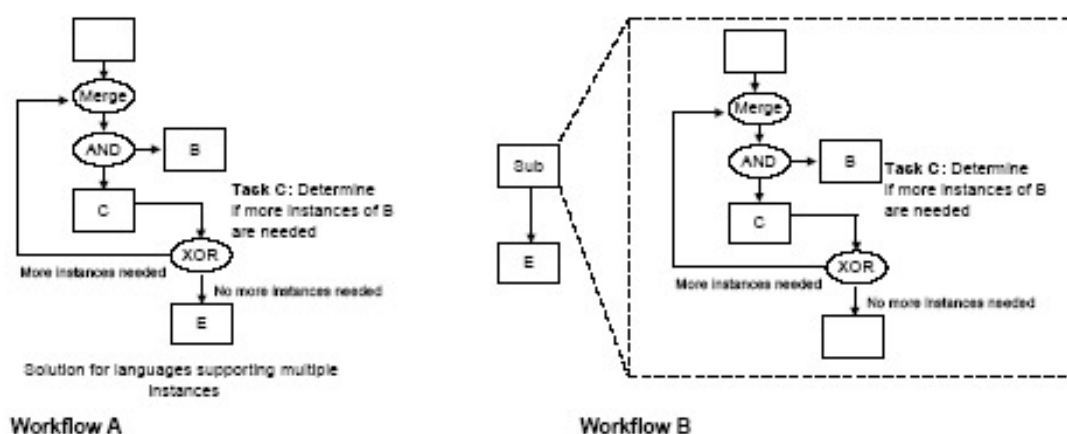 Merge
AND
B
C
Task C: Determine
if more instances of B
are needed
XOR
More instances needed
No more instances needed
E
Solution for languages supporting multiple
instances
Workflow A
Sub
E
Merge
AND
B
Task C: Determine
if more instances of B
are needed
C
XOR
More instances needed
No more instances needed
Workflow B